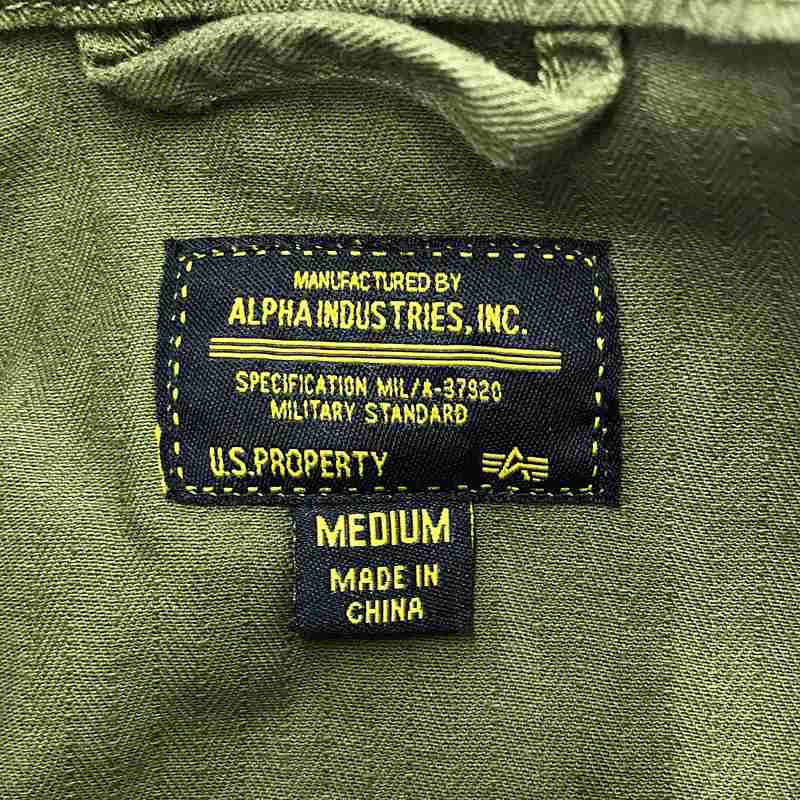 MANUFACTURED BY
ALPHA INDUSTRIES, INC.
SPECIFICATION MIL/A-37920
MILITARY STANDARD
U.S. PROPERTY
MEDIUM
MADE IN
CHINA